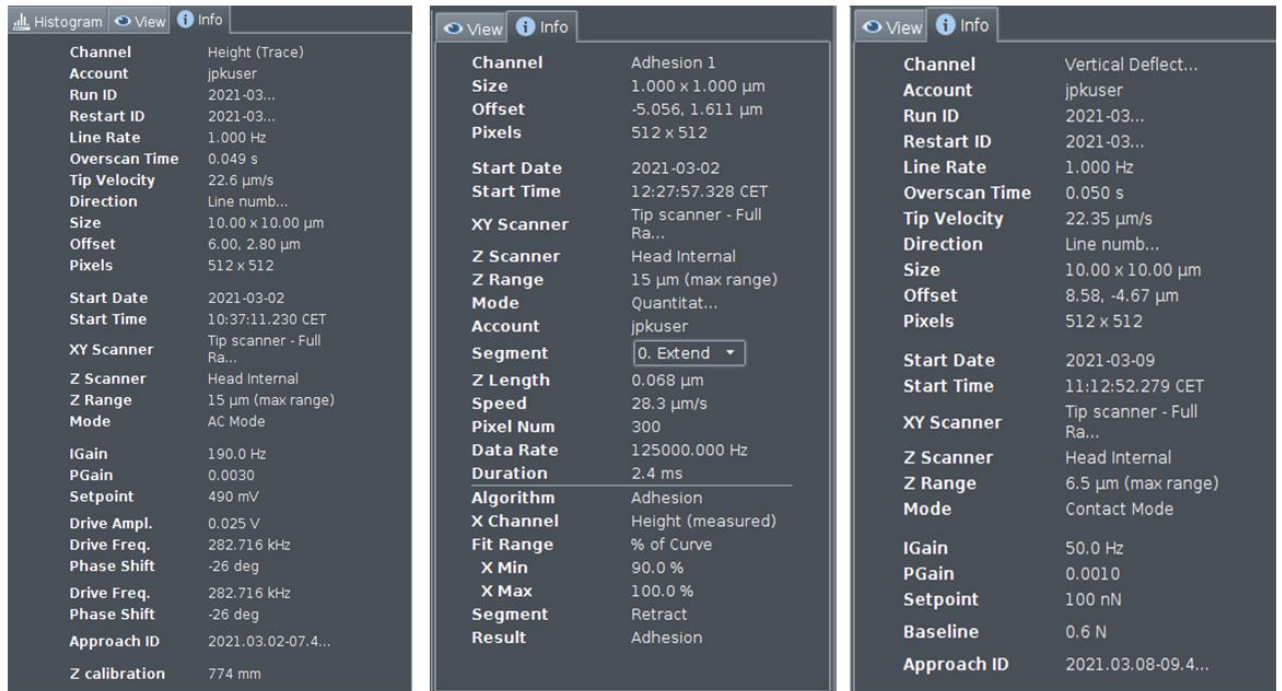 Histogram View Info
Channel Height (Trace)
Account jpkuser
Run ID 2021-03...
Restart ID 2021-03...
Line Rate 1.000 Hz
Overscan Time 0.049 s
Tip Velocity 22.6 µm/s
Direction Line numb...
Size 10.00 x 10.00 µm
Offset 6.00, 2.80 µm
Pixels 512 x 512
Start Date 2021-03-02
Start Time 10:37:11.230 CET
XY Scanner Tip scanner - Full
Ra...
Z Scanner Head Internal
Z Range 15 µm (max range)
Mode AC Mode
IGain 190.0 Hz
PGain 0.0030
Setpoint 490 mV
Drive Ampl. 0.025 V
Drive Freq. 282.716 kHz
Phase Shift -26 deg
Drive Freq. 282.716 kHz
Phase Shift -26 deg
Approach ID 2021.03.02-07.4...
Z calibration 774 mm
View Info
Channel Adhesion 1
Size 1.000 x 1.000 µm
Offset -5.056, 1.611 µm
Pixels 512 x 512
Start Date 2021-03-02
Start Time 12:27:57.328 CET
XY Scanner Tip scanner - Full
Ra...
Z Scanner Head Internal
Z Range 15 µm (max range)
Mode Quantitat...
Account jpkuser
Segment 0. Extend
Z Length 0.068 µm
Speed 28.3 µm/s
Pixel Num 300
Data Rate 125000.000 Hz
Duration 2.4 ms
Algorithm Adhesion
X Channel Height (measured)
Fit Range % of Curve
X Min 90.0 %
X Max 100.0 %
Segment Retract
Result Adhesion
View Info
Channel Vertical Deflect...
Account jpkuser
Run ID 2021-03...
Restart ID 2021-03...
Line Rate 1.000 Hz
Overscan Time 0.050 s
Tip Velocity 22.35 µm/s
Direction Line numb...
Size 10.00 x 10.00 µm
Offset 8.58, -4.67 µm
Pixels 512 x 512
Start Date 2021-03-09
Start Time 11:12:52.279 CET
XY Scanner Tip scanner - Full
Ra...
Z Scanner Head Internal
Z Range 6.5 µm (max range)
Mode Contact Mode
IGain 50.0 Hz
PGain 0.0010
Setpoint 100 nN
Baseline 0.6 N
Approach ID 2021.03.08-09.4...